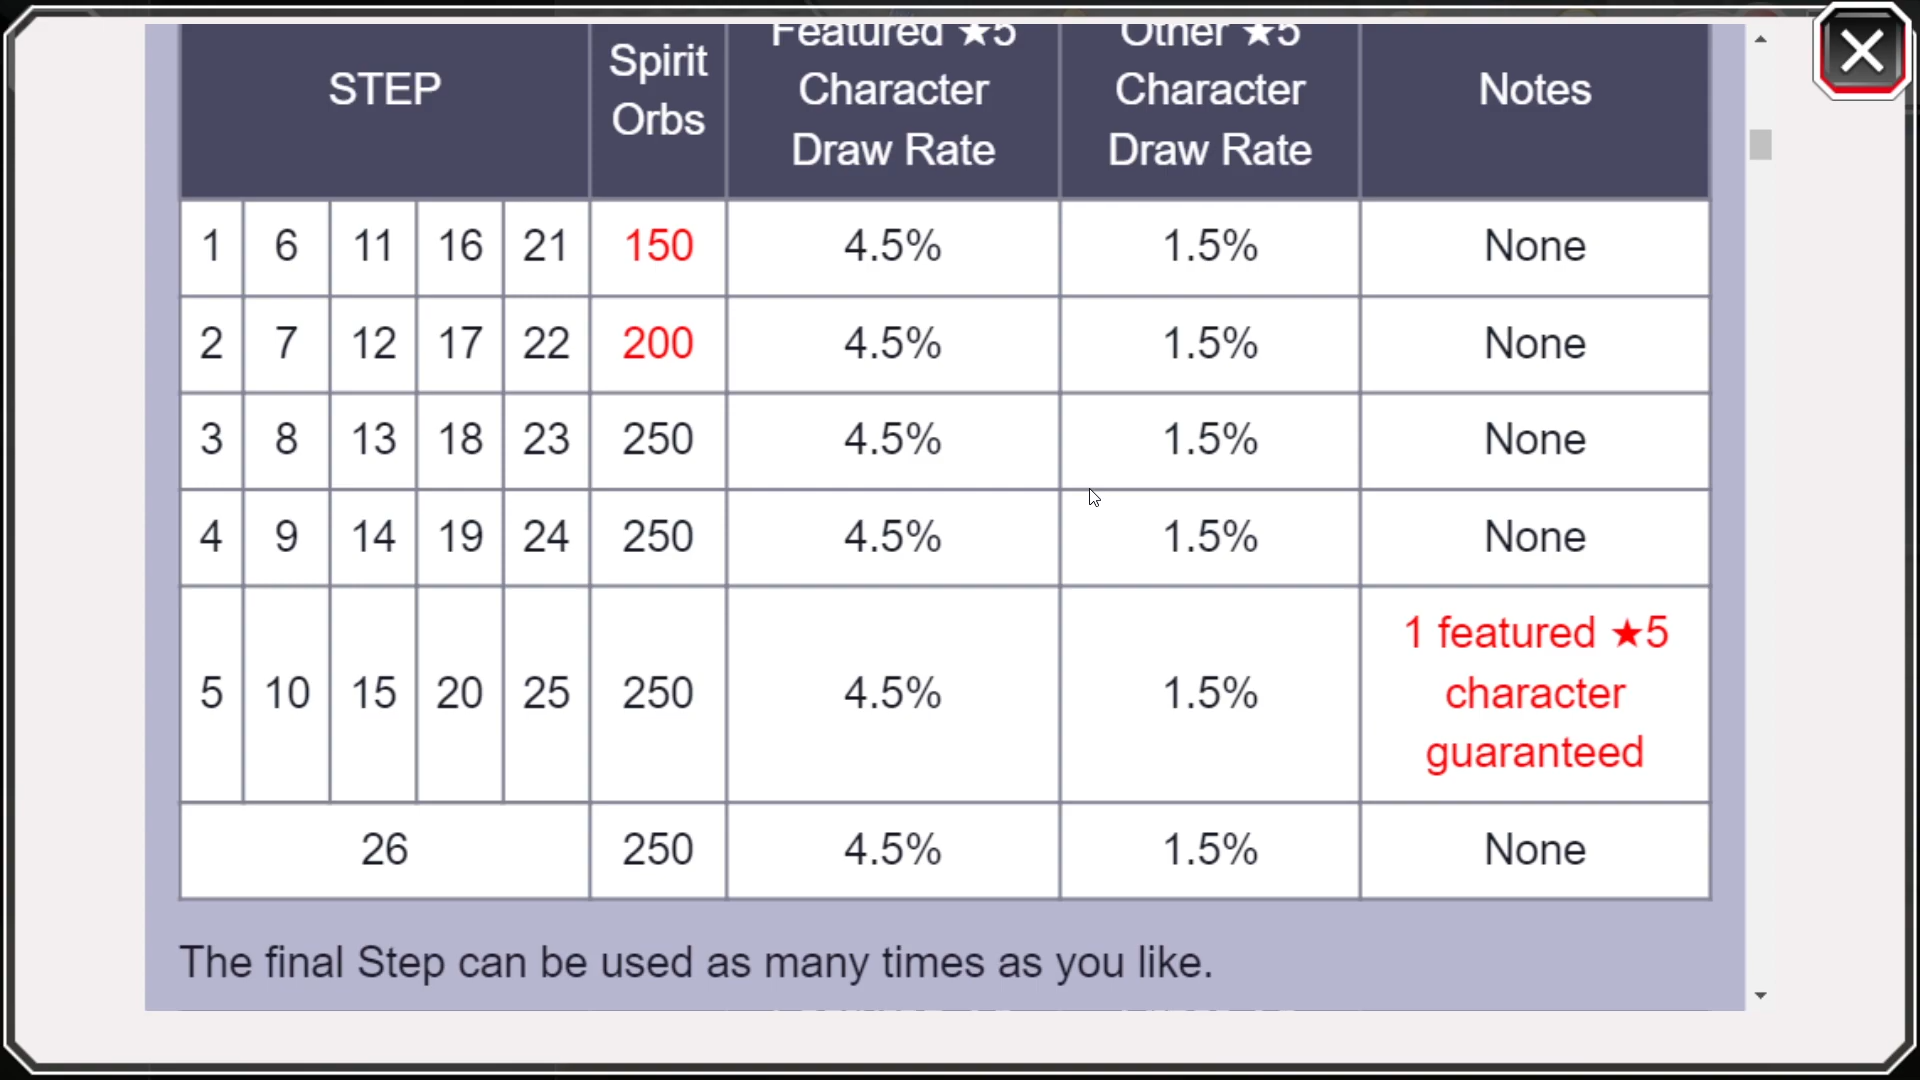 STEP Spirit Orbs Featured ★5 Character Draw Rate Other ★5 Character Draw Rate Notes
1 6 11 16 21 150 4.5% 1.5% None
2 7 12 17 22 200 4.5% 1.5% None
3 8 13 18 23 250 4.5% 1.5% None
4 9 14 19 24 250 4.5% 1.5% None
5 10 15 20 25 250 4.5% 1.5% 1 featured ★5 character guaranteed
26 250 4.5% 1.5% None
The final Step can be used as many times as you like.